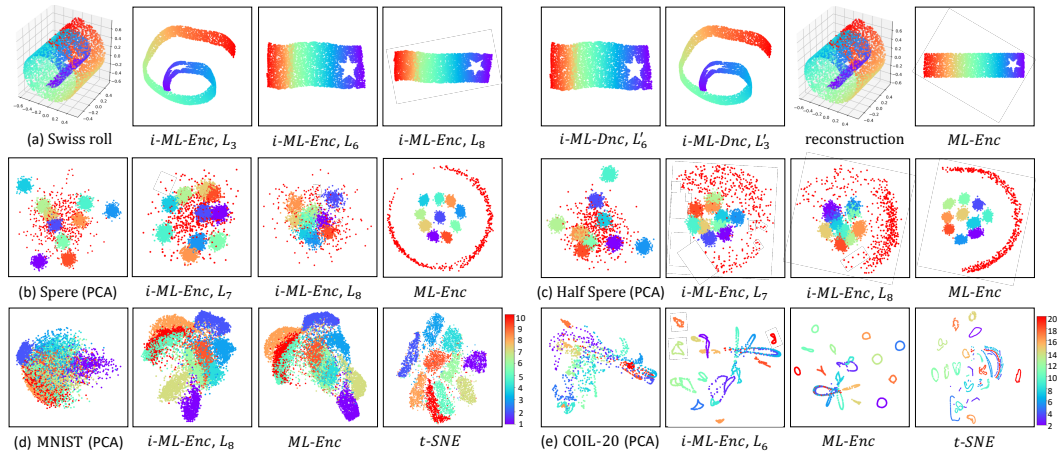 (a) Swiss roll
i-ML-Enc, L₃
i-ML-Enc, L₆
i-ML-Enc, L₈
i-ML-Dnc, L′₆
i-ML-Dnc, L′₃
reconstruction
ML-Enc
(b) Spere (PCA)
i-ML-Enc, L₇
i-ML-Enc, L₈
ML-Enc
(c) Half Spere (PCA)
i-ML-Enc, L₇
i-ML-Enc, L₈
ML-Enc
10
9
8
7
6
5
4
3
2
1
20
18
16
14
12
10
8
6
4
2
(d) MNIST (PCA)
i-ML-Enc, L₈
ML-Enc
t-SNE
(e) COIL-20 (PCA)
i-ML-Enc, L₆
ML-Enc
t-SNE